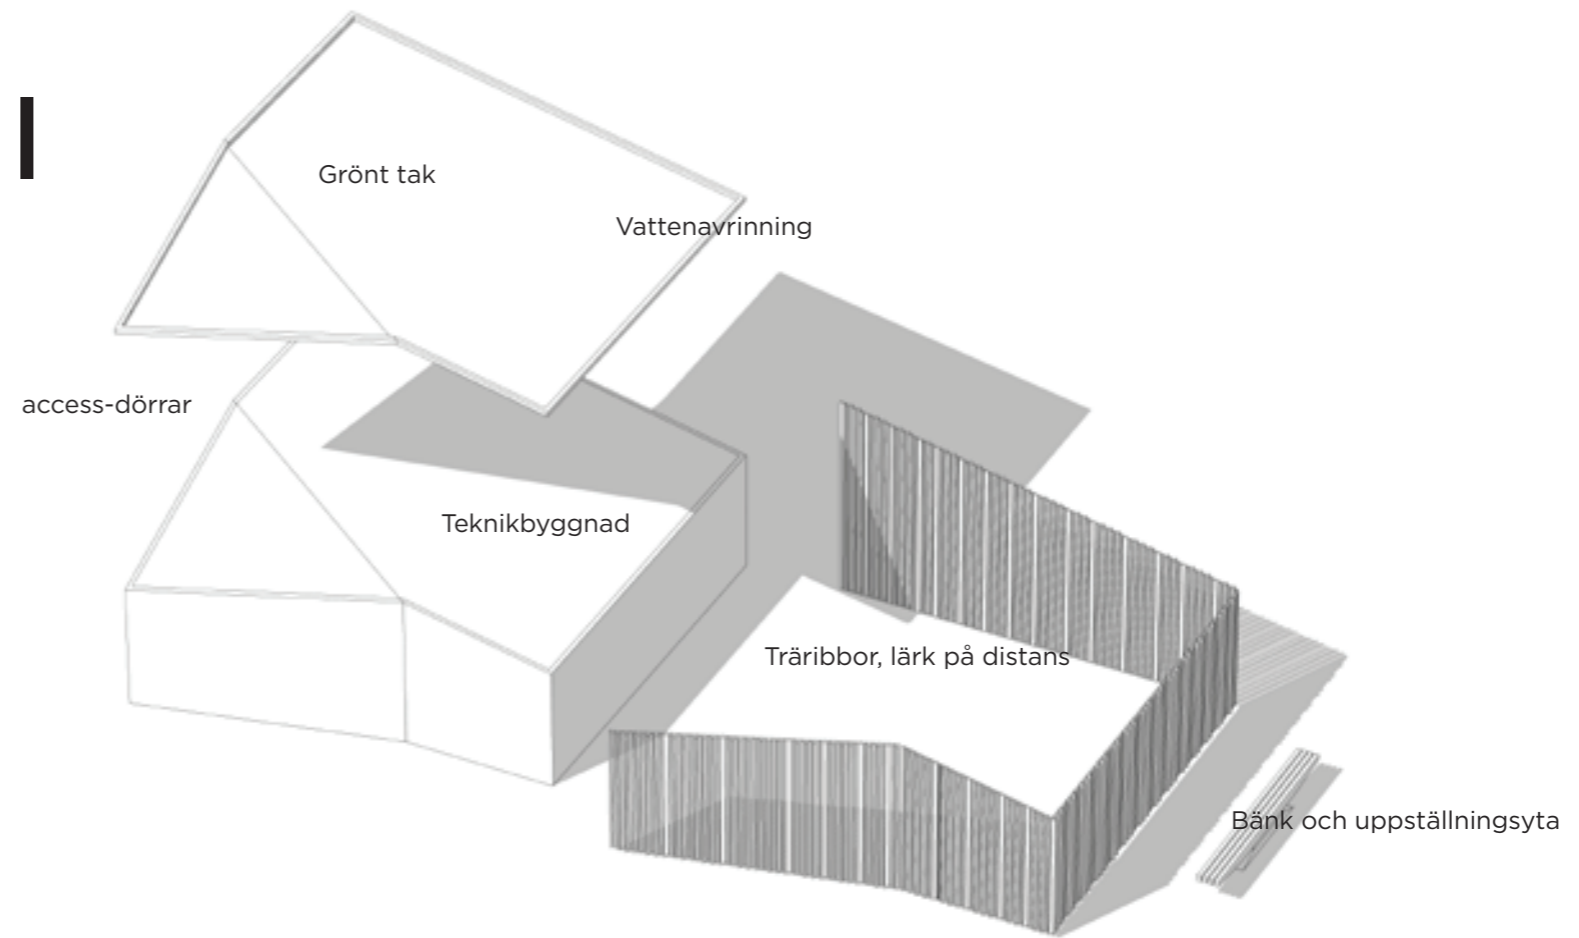 Grönt tak
Vattenavrinning
access-dörrar
Teknikbyggnad
Träribbor, lärk på distans
Bänk och uppställningsyta